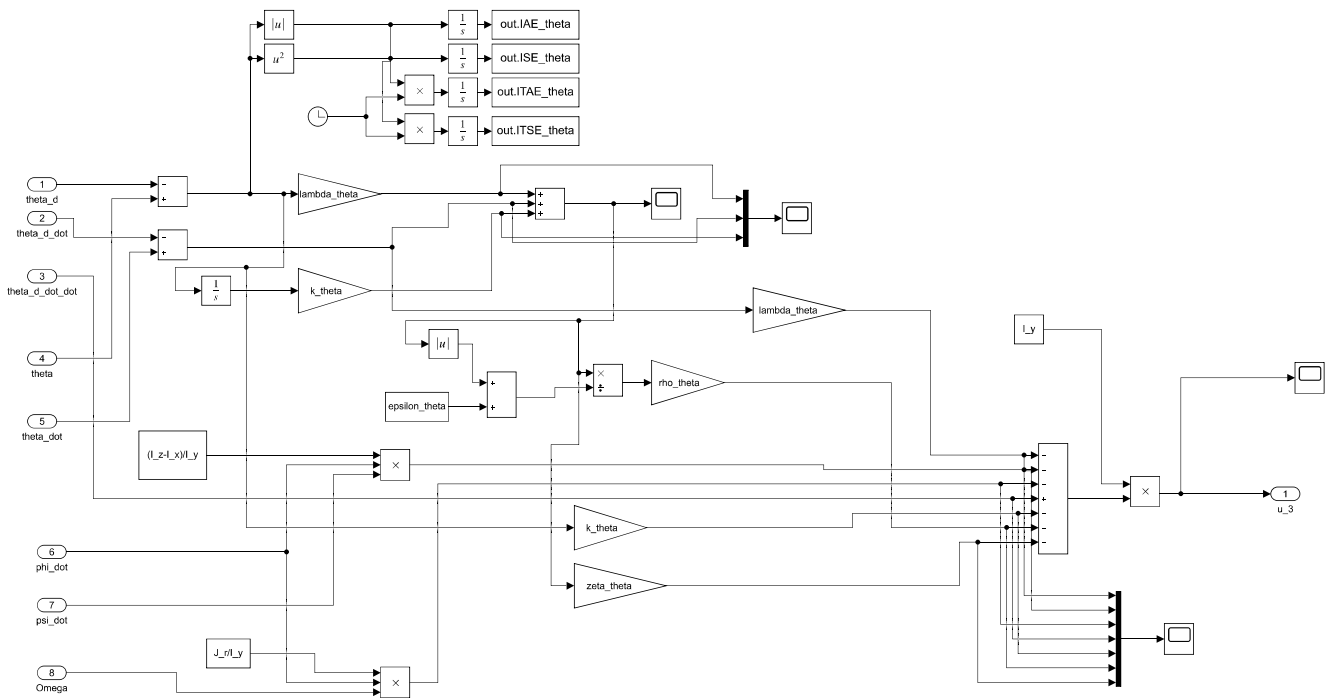 |u|
1/s
out.IAE_theta
u²
1/s
out.ISE_theta
×
1/s
out.ITAE_theta
×
1/s
out.ITSE_theta
1
theta_d
-
+
lambda_theta
+
+
+
2
theta_d_dot
-
+
3
theta_d_dot_dot
1/s
k_theta
lambda_theta
I_y
|u|
4
theta
×
÷
rho_theta
+
+
epsilon_theta
5
theta_dot
(I_z-I_x)/I_y
×
-
-
-
+
-
-
-
×
1
u_3
k_theta
6
phi_dot
zeta_theta
7
psi_dot
J_r/I_y
8
Omega
×